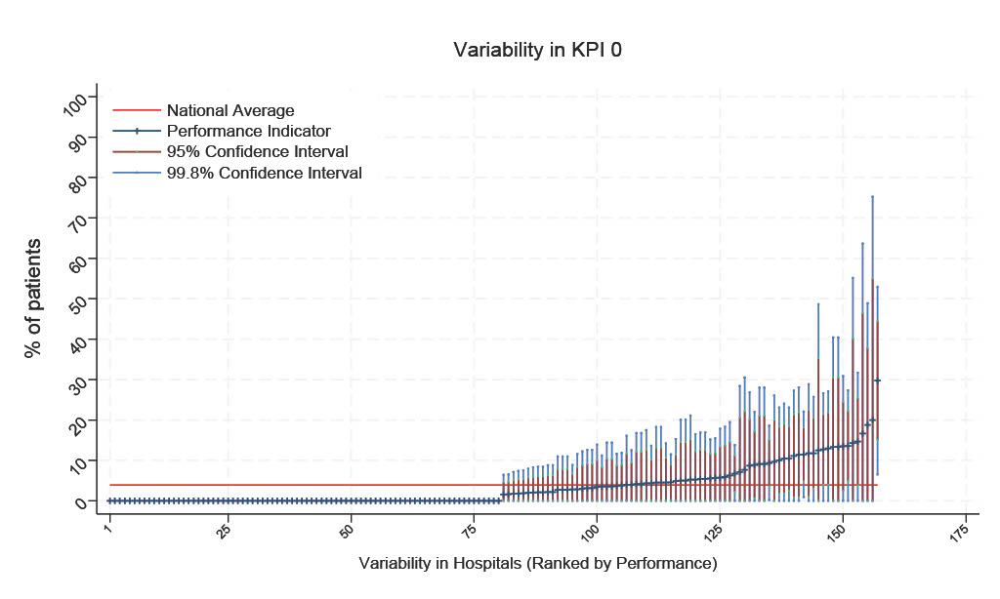 Variability in KPI 0
National Average
Performance Indicator
95% Confidence Interval
99.8% Confidence Interval
% of patients
100
90
80
70
60
50
40
30
20
10
0
1
25
50
75
100
125
150
175
Variability in Hospitals (Ranked by Performance)